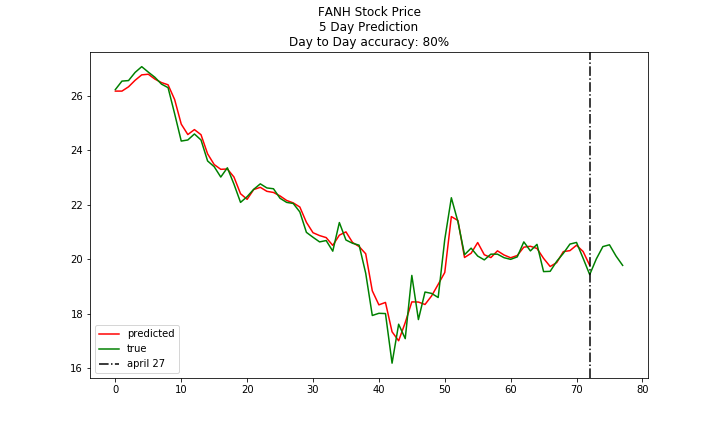 FANH Stock Price
5 Day Prediction
Day to Day accuracy: 80%
26
24
22
20
18
16
predicted
true
april 27
0 10 20 30 40 50 60 70 80